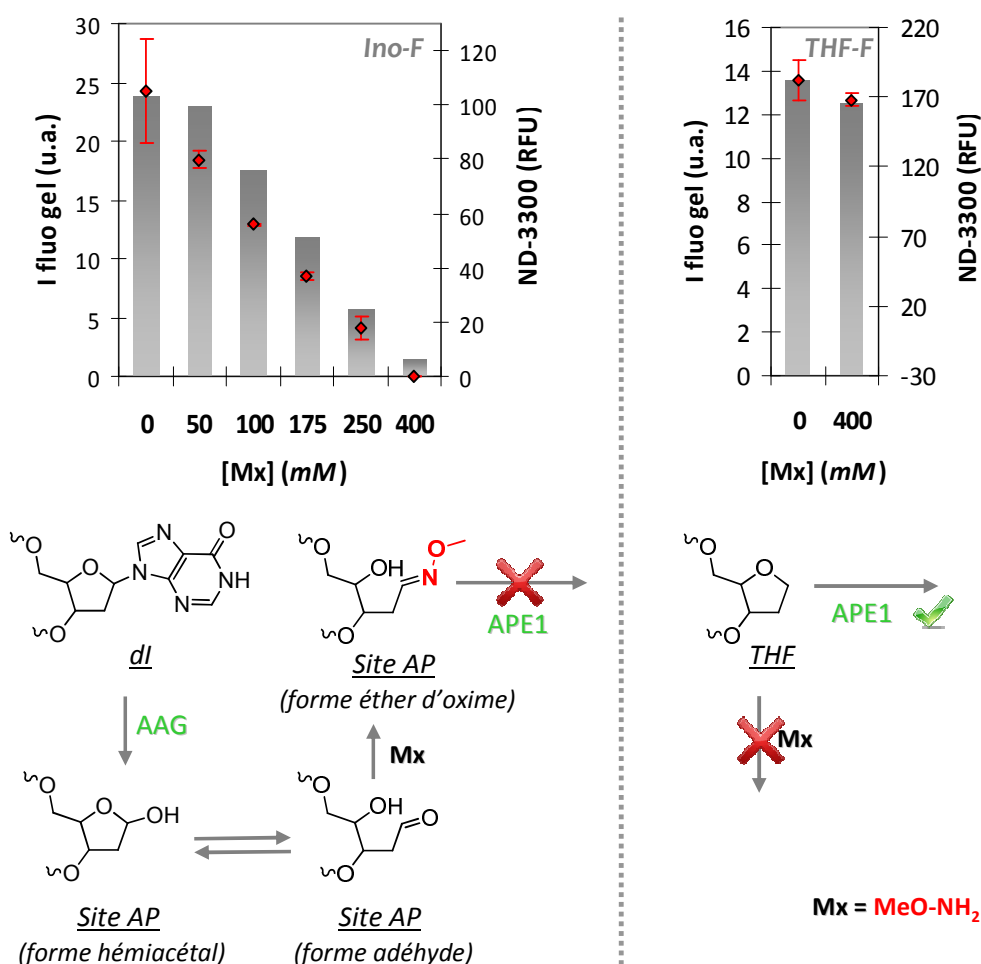 Ino-F
I fluo gel (u.a.)
30
25
20
15
10
5
0
120
100
80
60
40
20
0
ND-3300 (RFU)
0 50 100 175 250 400
[Mx] (mM)
THF-F
I fluo gel (u.a.)
16
14
12
10
8
6
4
2
0
220
170
120
70
20
-30
ND-3300 (RFU)
0 400
[Mx] (mM)
O
O
O
N
N
N
N
NH
O
dI
AAG
O
OH
O
N
O
Site AP
(forme éther d'oxime)
APE1
Mx
O
O
OH
O
Site AP
(forme hémiacétal)
O
OH
O
O
Site AP
(forme adéhyde)
O
O
O
THF
APE1
Mx
Mx = MeO-NH₂